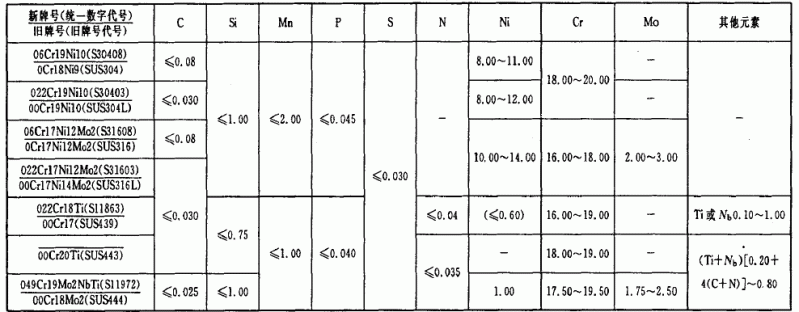 新牌号(统一数字代号) C Si Mn P S N Ni Cr Mo 其他元素
旧牌号(旧牌号代号)
06Cr19Ni10(S30408) ≤0.08 8.00~11.00 —
0Cr18Ni9(SUS304)
18.00~20.00
022Cr19Ni10(S30403) ≤0.030 8.00~12.00 —
00Cr19Ni10(SUS304L)
≤1.00 ≤2.00 ≤0.045 — —
06Cr17Ni12Mo2(S31608) ≤0.08
0Cr17Ni12Mo2(SUS316)
10.00~14.00 16.00~18.00 2.00~3.00
022Cr17Ni12Mo2(S31603)
00Cr17Ni14Mo2(SUS316L)
≤0.030
022Cr18Ti(S11863) ≤0.030 ≤0.04 (≤0.60) 16.00~19.00 — Ti或Nb0.10~1.00
00Cr17(SUS439)
≤0.75
≤1.00 ≤0.040
00Cr20Ti(SUS443) — 18.00~19.00 —
≤0.035 (Ti+Nb)[0.20+
4(C+N)]~0.80
049Cr19Mo2NbTi(S11972) ≤0.025 ≤1.00 1.00 17.50~19.50 1.75~2.50
00Cr18Mo2(SUS444)